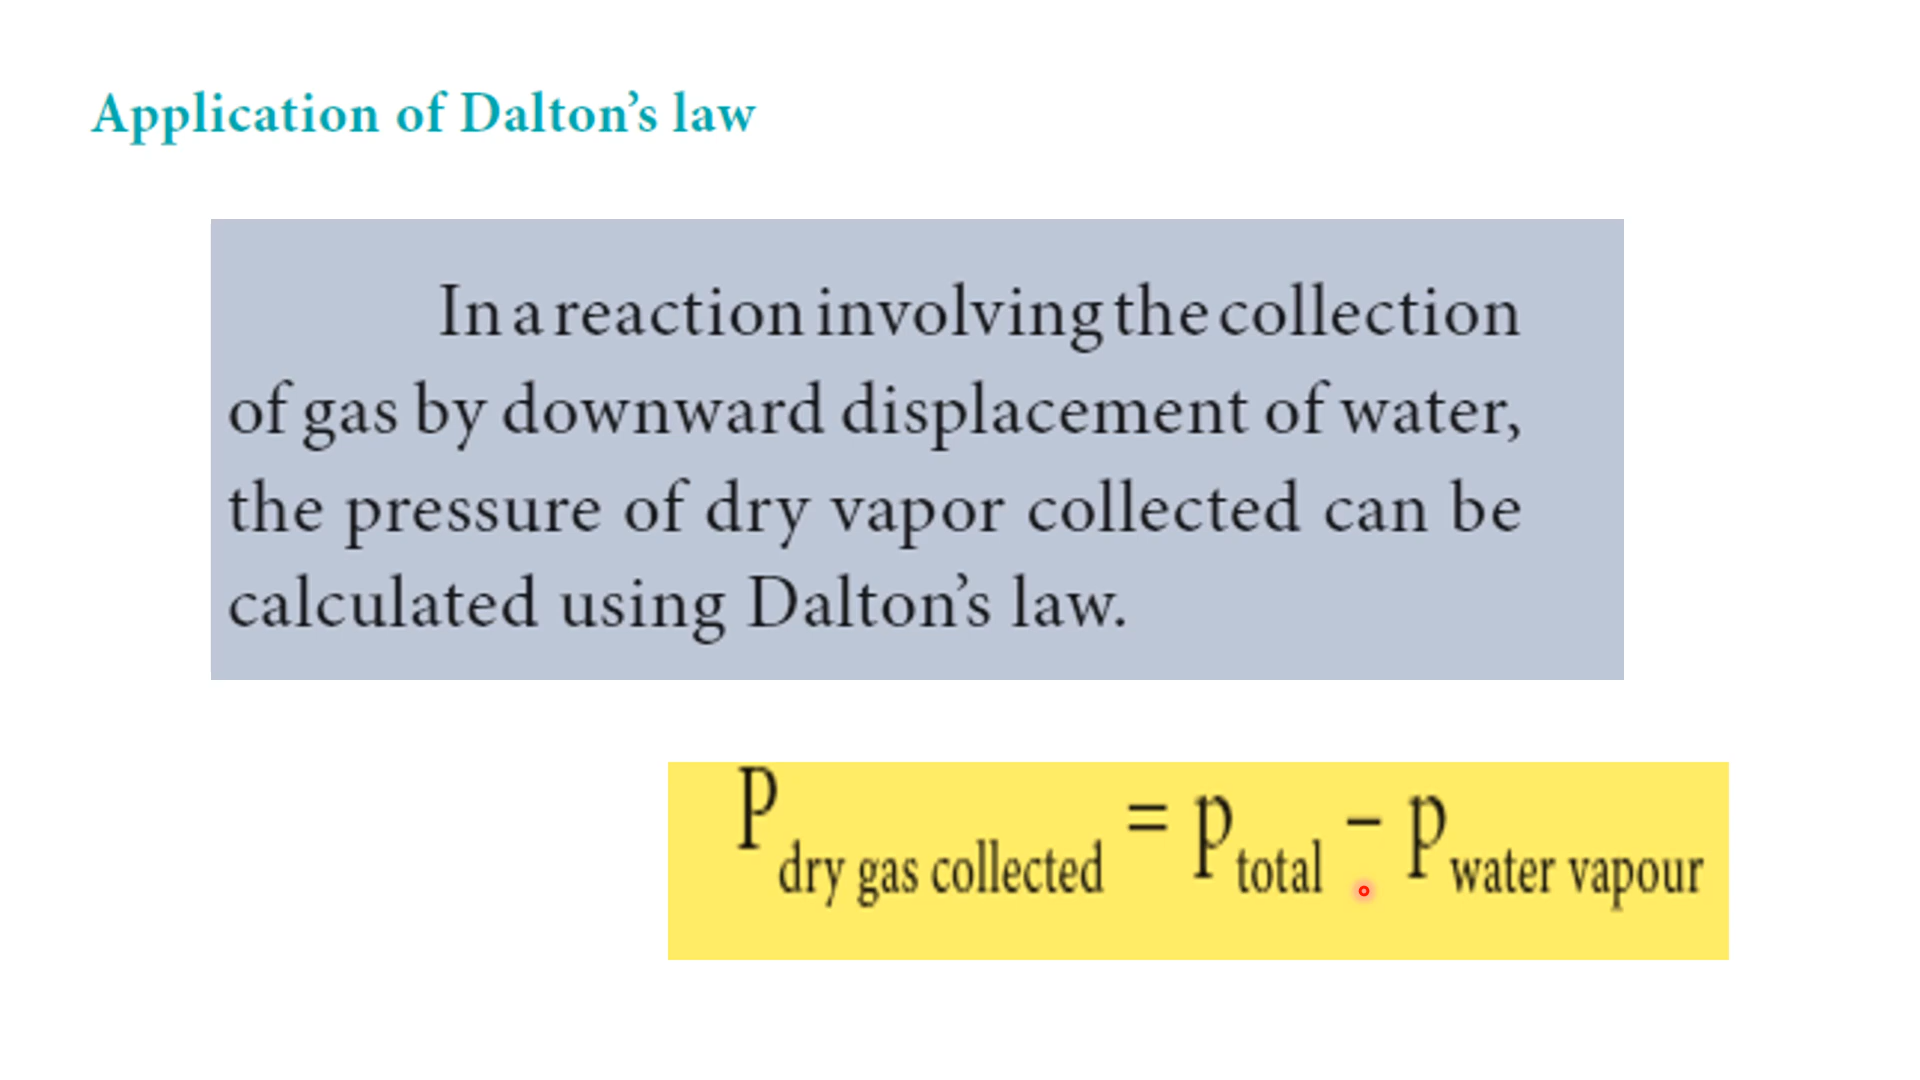 Application of Dalton’s law
In a reaction involving the collection
of gas by downward displacement of water,
the pressure of dry vapor collected can be
calculated using Dalton’s law.
P dry gas collected = p total – p water vapour